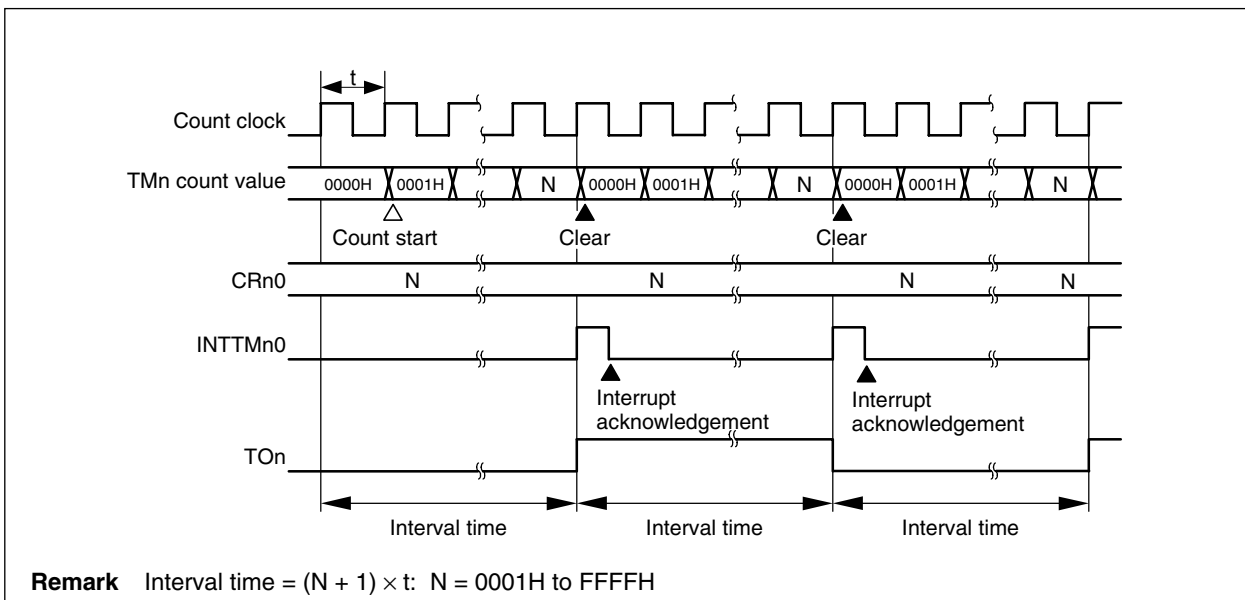 t
Count clock
TMn count value 0000H 0001H N 0000H 0001H N 0000H 0001H N
Count start Clear Clear
CRn0 N N N N
INTTMn0
Interrupt acknowledgement
Interrupt acknowledgement
TOn
Interval time Interval time Interval time
Remark Interval time = (N + 1) × t: N = 0001H to FFFFH